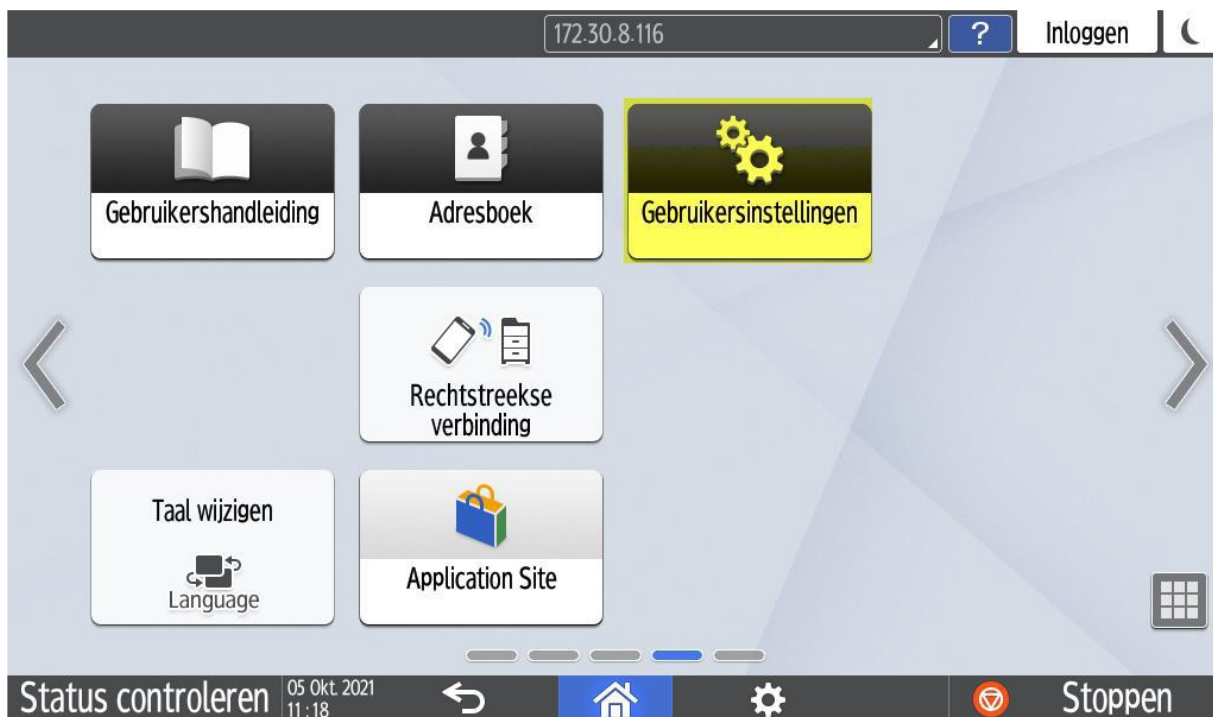 172.30.8.116
?
Inloggen
Gebruikershandleiding
Adresboek
Gebruikersinstellingen
Rechtstreekse
verbinding
Taal wijzigen
Language
Application Site
Status controleren
05 Okt. 2021
11:18
Stoppen